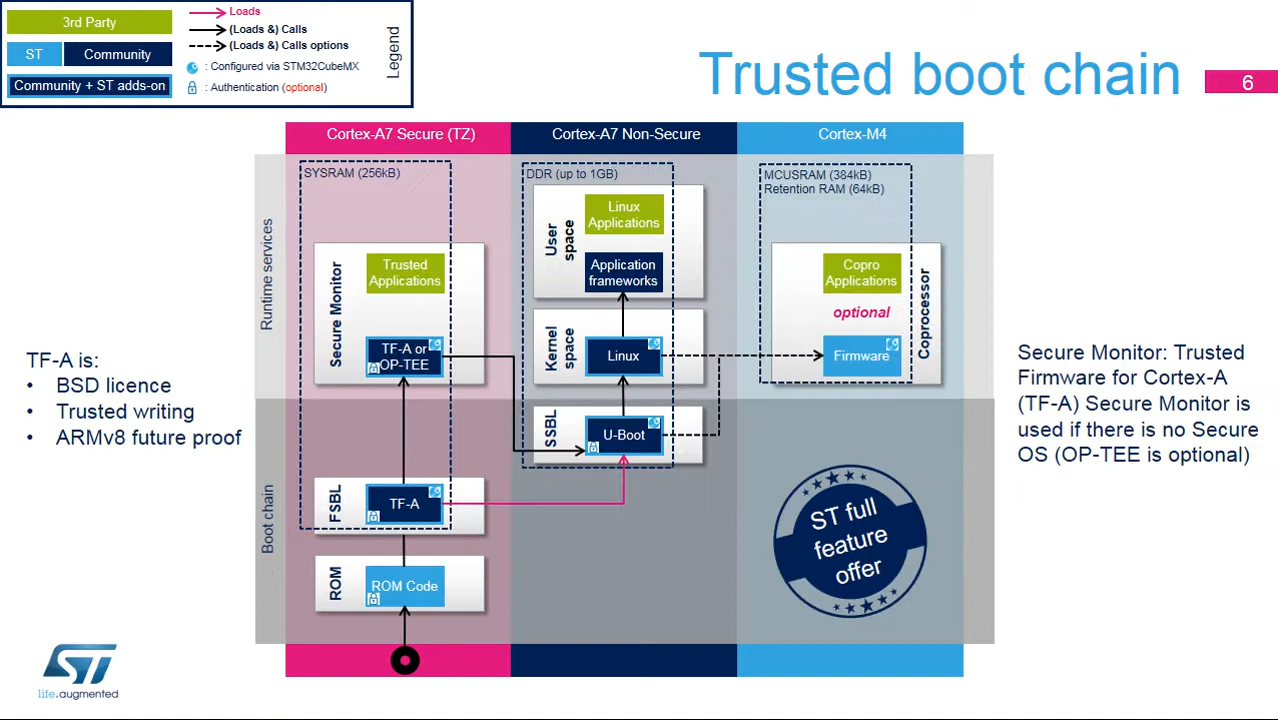 3rd Party
ST
Community
Community + ST adds-on
Loads
(Loads &) Calls
(Loads &) Calls options
: Configured via STM32CubeMX
: Authentication (optional)
Legend
Trusted boot chain
6
Cortex-A7 Secure (TZ)
Cortex-A7 Non-Secure
Cortex-M4
Runtime services
SYSRAM (256kB)
Secure Monitor
Trusted
Applications
TF-A or
OP-TEE
DDR (up to 1GB)
User
space
Linux
Applications
Application
frameworks
Kernel
space
Linux
MCUSRAM (384kB)
Retention RAM (64kB)
Copro
Applications
optional
Firmware
Coprocessor
Boot chain
SSBL
U-Boot
FSBL
TF-A
ROM
ROM Code
TF-A is:
• BSD licence
• Trusted writing
• ARMv8 future proof
Secure Monitor: Trusted
Firmware for Cortex-A
(TF-A) Secure Monitor is
used if there is no Secure
OS (OP-TEE is optional)
ST full
feature
offer
ST
life.augmented